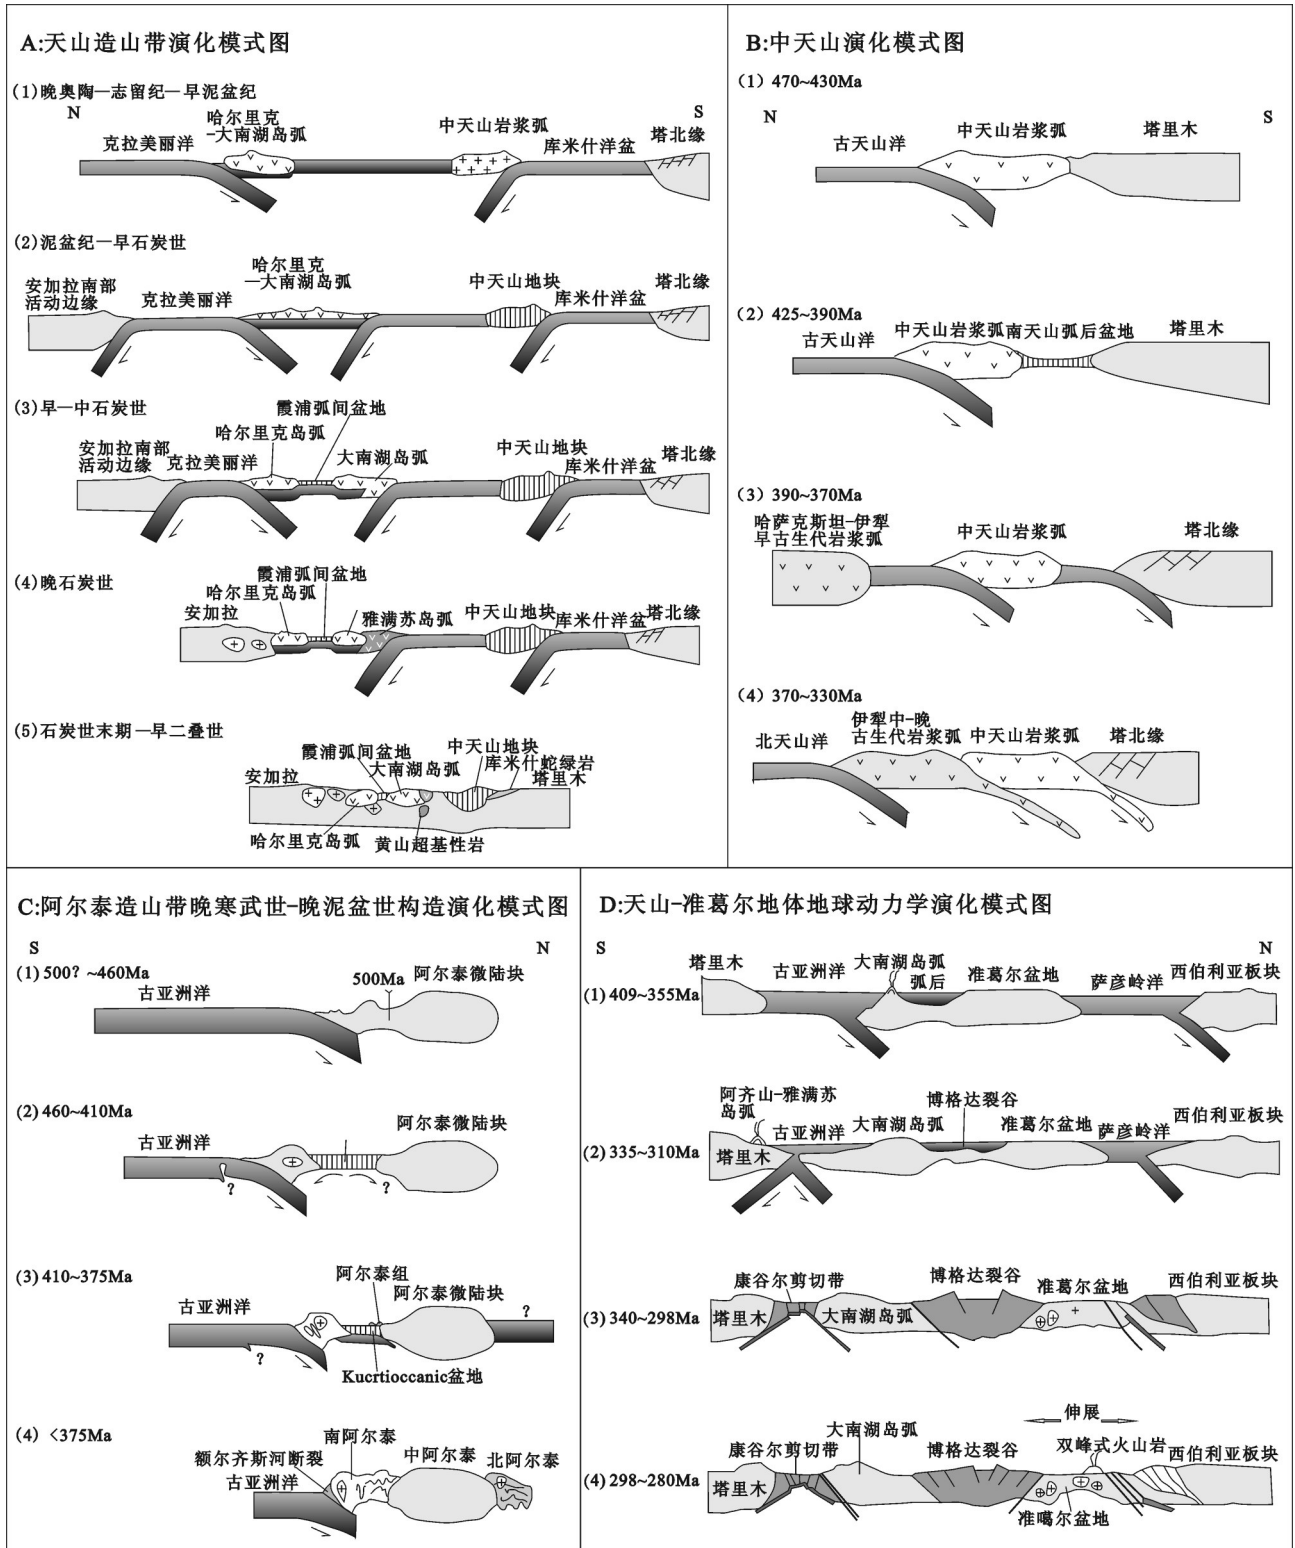 A:天山造山带演化模式图
(1)晚奥陶—志留纪—早泥盆纪
N
S
克拉美丽洋
哈尔里克
-大南湖岛弧
中天山岩浆弧
库米什洋盆
塔北缘
(2)泥盆纪—早石炭世
安加拉南部
活动边缘
克拉美丽洋
哈尔里克
—大南湖岛弧
中天山地块
库米什洋盆
塔北缘
(3)早—中石炭世
安加拉南部
活动边缘
克拉美丽洋
霞浦弧间盆地
哈尔里克岛弧
大南湖岛弧
中天山地块
库米什洋盆
塔北缘
(4)晚石炭世
安加拉
霞浦弧间盆地
哈尔里克岛弧
雅满苏岛弧
中天山地块
库米什洋盆
塔北缘
(5)石炭世末期—早二叠世
安加拉
霞浦弧间盆地
大南湖岛弧
中天山地块
库米什蛇绿岩
塔里木
哈尔里克岛弧
黄山超基性岩
B:中天山演化模式图
(1) 470~430Ma
N
S
古天山洋
中天山岩浆弧
塔里木
(2) 425~390Ma
古天山洋
中天山岩浆弧
南天山弧后盆地
塔里木
(3) 390~370Ma
哈萨克斯坦-伊犁
早古生代岩浆弧
中天山岩浆弧
塔北缘
(4) 370~330Ma
北天山洋
伊犁中-晚
古生代岩浆弧
中天山岩浆弧
塔北缘
C:阿尔泰造山带晚寒武世-晚泥盆世构造演化模式图
S
N
(1) 500? ~460Ma
古亚洲洋
500Ma
阿尔泰微陆块
(2) 460~410Ma
古亚洲洋
阿尔泰微陆块
?
?
(3) 410~375Ma
古亚洲洋
阿尔泰组
阿尔泰微陆块
?
?
Kucrtioccanic盆地
(4) <375Ma
额尔齐斯河断裂
古亚洲洋
南阿尔泰
中阿尔泰
北阿尔泰
D:天山-准葛尔地体地球动力学演化模式图
S
N
(1) 409~355Ma
塔里木
古亚洲洋
大南湖岛弧
弧后
准葛尔盆地
萨彦岭洋
西伯利亚板块
(2) 335~310Ma
阿齐山-雅满苏
岛弧
塔里木
古亚洲洋
大南湖岛弧
博格达裂谷
准葛尔盆地
萨彦岭洋
西伯利亚板块
(3) 340~298Ma
塔里木
康谷尔剪切带
大南湖岛弧
博格达裂谷
准葛尔盆地
西伯利亚板块
(4) 298~280Ma
塔里木
康谷尔剪切带
大南湖岛弧
博格达裂谷
伸展
双峰式火山岩
西伯利亚板块
准噶尔盆地